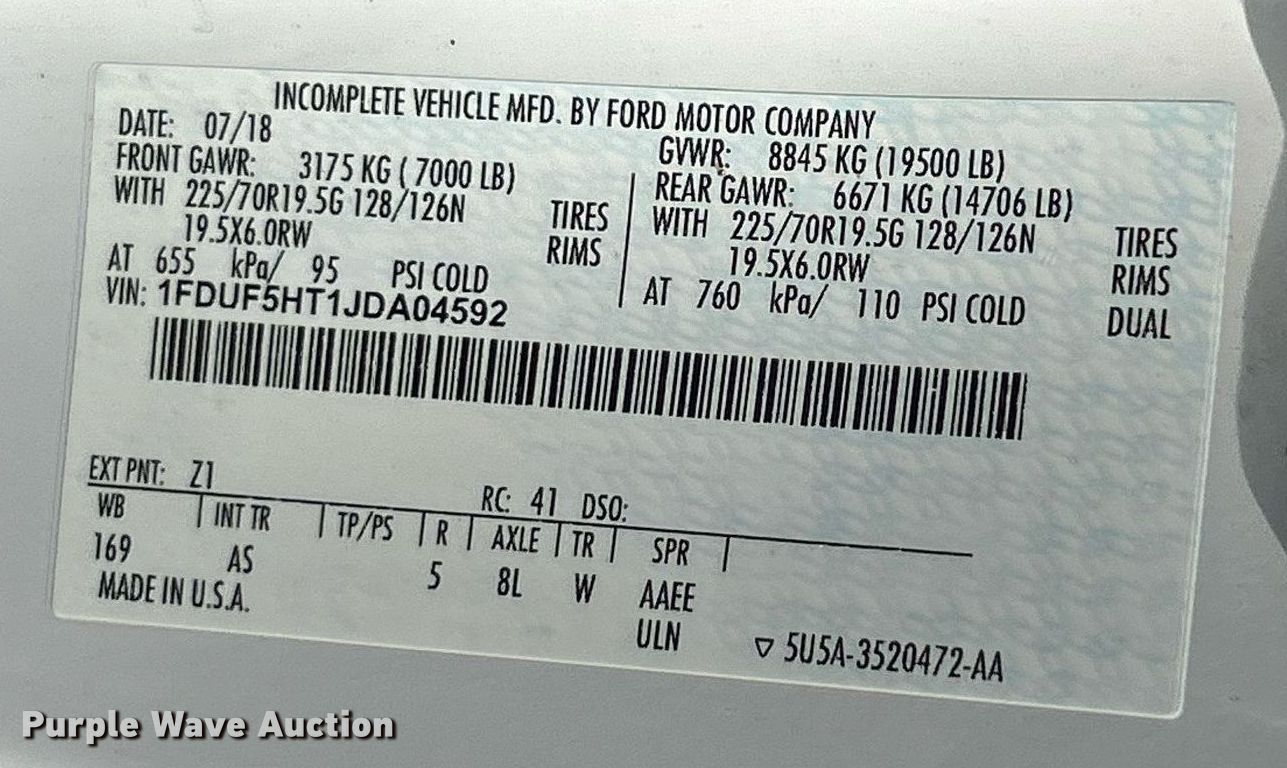 INCOMPLETE VEHICLE MFD. BY FORD MOTOR COMPANY
DATE: 07/18 GVWR: 8845 KG (19500 LB)
FRONT GAWR: 3175 KG ( 7000 LB) REAR GAWR: 6671 KG (14706 LB)
WITH 225/70R19.5G 128/126N TIRES WITH 225/70R19.5G 128/126N TIRES
19.5X6.0RW RIMS 19.5X6.0RW RIMS
AT 655 kPa/ 95 PSI COLD AT 760 kPa/ 110 PSI COLD DUAL
VIN: 1FDUF5HT1JDA04592
EXT PNT: Z1 RC: 41 DSO:
WB INT TR TP/PS R AXLE TR SPR
169 AS 5 8L W AAEE
MADE IN U.S.A. ULN ▽ 5U5A-3520472-AA
Purple Wave Auction